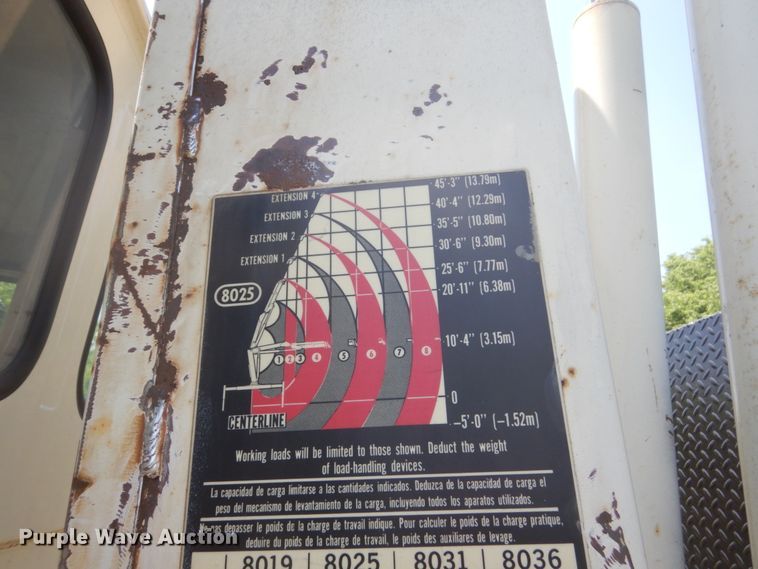 EXTENSION 4
45'-3" (13.79m)
40'-4" (12.29m)
EXTENSION 3
35'-5" (10.80m)
EXTENSION 2
30'-6" (9.30m)
EXTENSION 1
25'-6" (7.77m)
8025
20'-11" (6.38m)
10'-4" (3.15m)
1 2 3 4 5 6 7 8
0
CENTERLINE
-5'-0" (-1.52m)
Working loads will be limited to those shown. Deduct the weight
of load-handling devices.
La capacidad de carga limitarse a las cantidades indicados. Deduzca de la capacidad de carga el
peso del mecanismo de levantamiento de la carga, incluyendo todos los aparatos utilizados.
Ne pas depasser le poids de la charge de travail indique. Pour calculer le poids de la charge pratique,
deduire du poids de la charge de travail, les poids des auxiliares de levage.
Purple Wave Auction
8019 8025 8031 8036